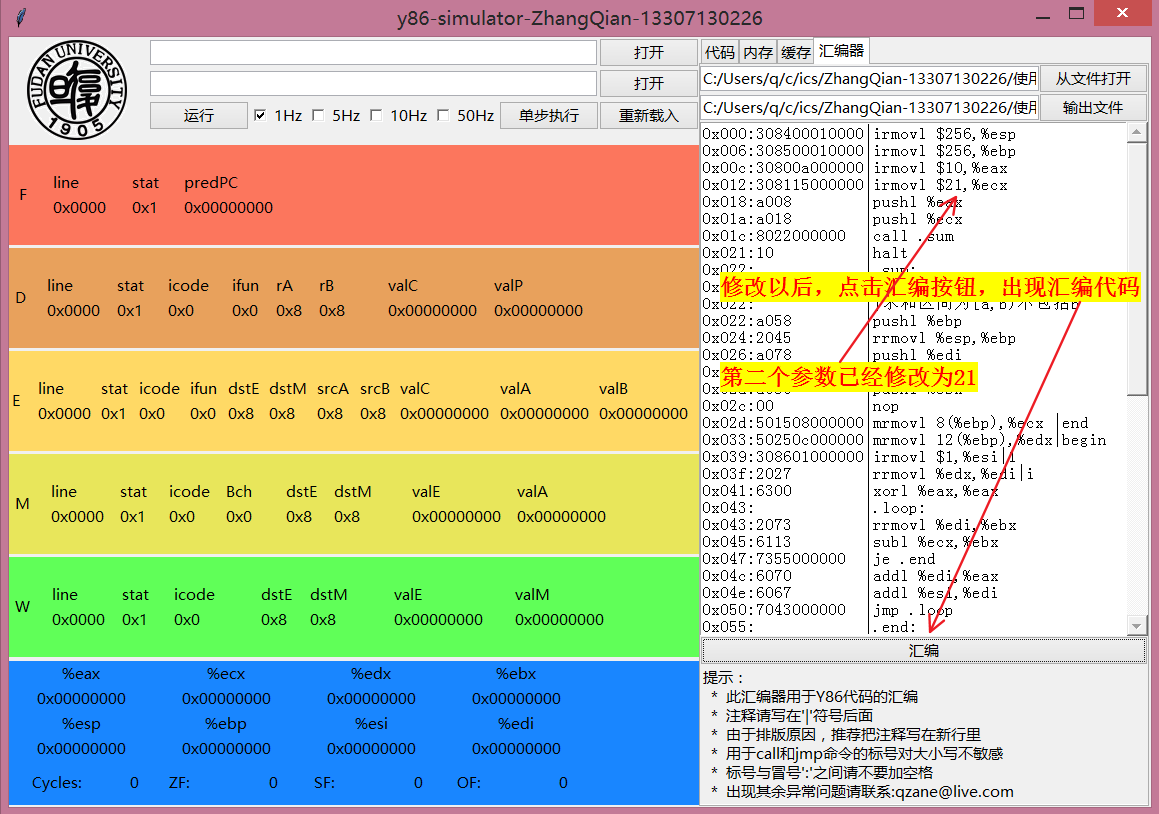 y86-simulator-ZhangQian-13307130226
FUDAN UNIVERSITY
1905
打开
打开
运行 1Hz 5Hz 10Hz 50Hz 单步执行 重新载入
F
line stat predPC
0x0000 0x1 0x00000000
D
line stat icode ifun rA rB valC valP
0x0000 0x1 0x0 0x0 0x8 0x8 0x00000000 0x00000000
E
line stat icode ifun dstE dstM srcA srcB valC valA valB
0x0000 0x1 0x0 0x0 0x8 0x8 0x8 0x8 0x00000000 0x00000000 0x00000000
M
line stat icode Bch dstE dstM valE valA
0x0000 0x1 0x0 0x0 0x8 0x8 0x00000000 0x00000000
W
line stat icode dstE dstM valE valM
0x0000 0x1 0x0 0x8 0x8 0x00000000 0x00000000
%eax %ecx %edx %ebx
0x00000000 0x00000000 0x00000000 0x00000000
%esp %ebp %esi %edi
0x00000000 0x00000000 0x00000000 0x00000000
Cycles: 0 ZF: 0 SF: 0 OF: 0
代码 内存 缓存 汇编器
C:/Users/q/c/ics/ZhangQian-13307130226/使用 从文件打开
C:/Users/q/c/ics/ZhangQian-13307130226/使用 输出文件
0x000:308400010000|irmovl $256,%esp
0x006:308500010000|irmovl $256,%ebp
0x00c:30800a000000|irmovl $10,%eax
0x012:308115000000|irmovl $21,%ecx
0x018:a008 |pushl %eax
0x01a:a018 |pushl %ecx
0x01c:8022000000 |call .sum
0x021:10 |halt
0x022: |.sum:
修改以后，点击汇编按钮，出现汇编代码
0x022: |求和区间为[a,b)不包括b
0x022:a058 |pushl %ebp
0x024:2045 |rrmovl %esp,%ebp
0x026:a078 |pushl %edi
第二个参数已经修改为21
0x02c:00 |nop
0x02d:501508000000|mrmovl 8(%ebp),%ecx |end
0x033:50250c000000|mrmovl 12(%ebp),%edx|begin
0x039:308601000000|irmovl $1,%esi|1
0x03f:2027 |rrmovl %edx,%edi|i
0x041:6300 |xorl %eax,%eax
0x043: |.loop:
0x043:2073 |rrmovl %edi,%ebx
0x045:6113 |subl %ecx,%ebx
0x047:7355000000 |je .end
0x04c:6070 |addl %edi,%eax
0x04e:6067 |addl %esi,%edi
0x050:7043000000 |jmp .loop
0x055: |.end:
汇编
提示：
* 此汇编器用于Y86代码的汇编
* 注释请写在'|'符号后面
* 由于排版原因，推荐把注释写在新行里
* 用于call和jmp命令的标号对大小写不敏感
* 标号与冒号':'之间请不要加空格
* 出现其余异常问题请联系:qzane@live.com